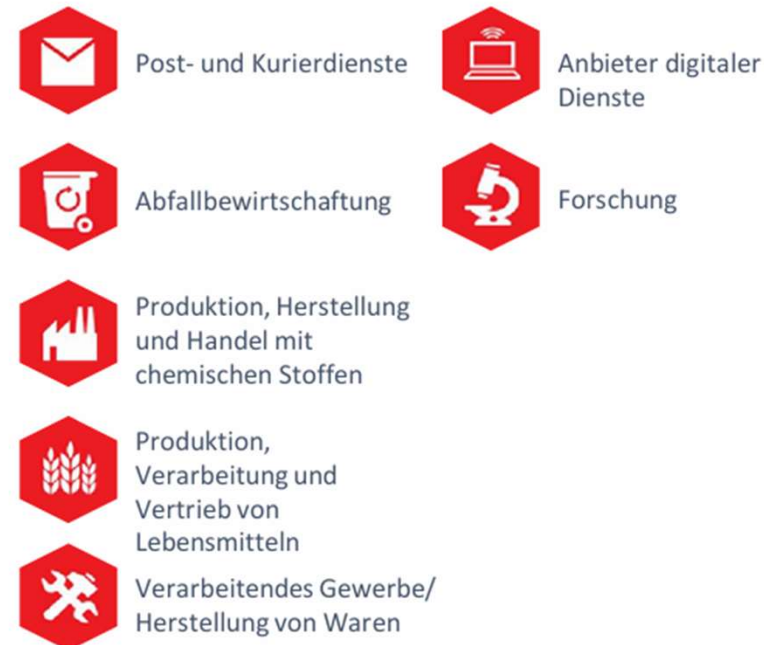 Post- und Kurierdienste
Abfallbewirtschaftung
Produktion, Herstellung
und Handel mit
chemischen Stoffen
Produktion,
Verarbeitung und
Vertrieb von
Lebensmitteln
Verarbeitendes Gewerbe/
Herstellung von Waren
Anbieter digitaler
Dienste
Forschung